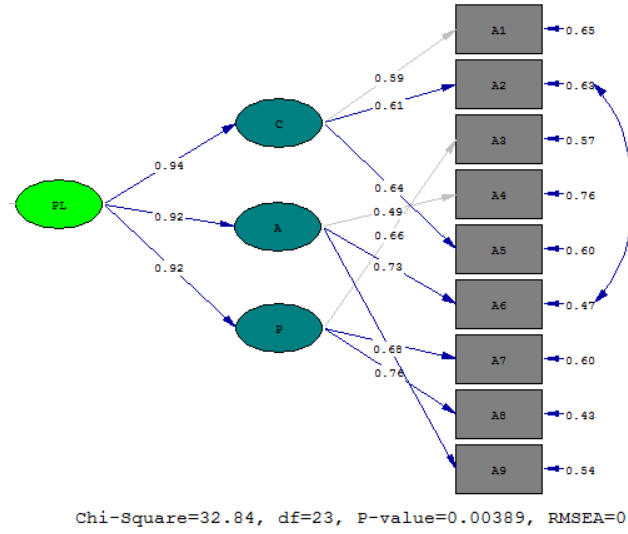 A1
0.65
0.59
A2
0.63
C
0.61
A3
0.57
0.94
A4
0.76
0.64
PL
0.49
0.92
A
0.66
A5
0.60
0.73
0.92
A6
0.47
P
0.68
A7
0.60
0.76
A8
0.43
A9
0.54
Chi-Square=32.84, df=23, P-value=0.00389, RMSEA=0